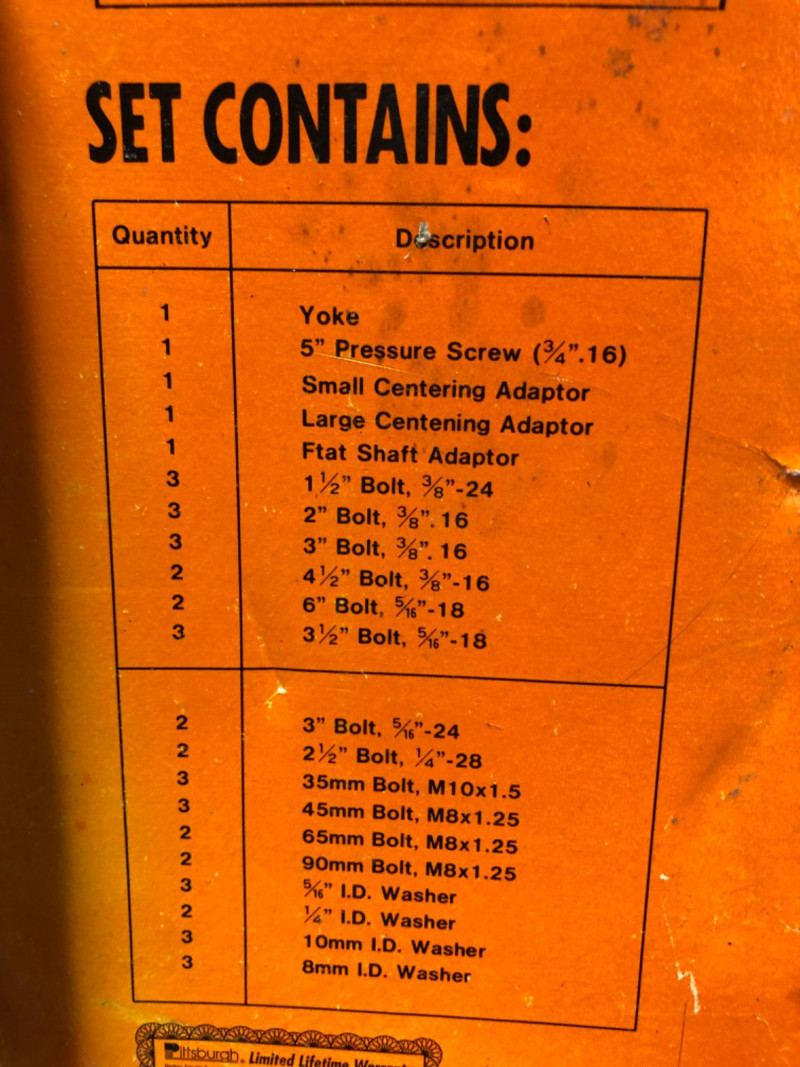 SET CONTAINS:
Quantity Description
1 Yoke
1 5” Pressure Screw (¾”.16)
1 Small Centering Adaptor
1 Large Centening Adaptor
1 Ftat Shaft Adaptor
3 1½” Bolt, ⅜”-24
3 2” Bolt, ⅜”. 16
3 3” Bolt, ⅜”. 16
2 4½” Bolt, ⅜”-16
2 6” Bolt, 5/16”-18
3 3½” Bolt, 5/16”-18
2 3” Bolt, 5/16”-24
2 2½” Bolt, ¼”-28
3 35mm Bolt, M10x1.5
3 45mm Bolt, M8x1.25
2 65mm Bolt, M8x1.25
2 90mm Bolt, M8x1.25
3 5/16” I.D. Washer
2 ¼” I.D. Washer
3 10mm I.D. Washer
3 8mm I.D. Washer
Pittsburgh® Limited Lifetime